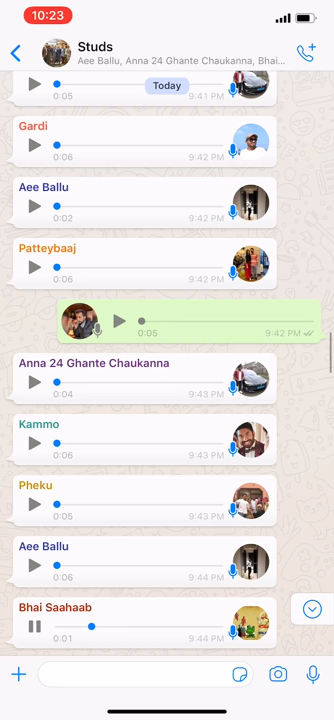 10:23
Studs
Aee Ballu, Anna 24 Ghante Chaukanna, Bhai...
Today
0:05
9:41 PM
Gardi
0:06
9:42 PM
Aee Ballu
0:02
9:42 PM
Patteybaaj
0:06
9:42 PM
0:05
9:42 PM
Anna 24 Ghante Chaukanna
0:04
9:43 PM
Kammo
0:06
9:43 PM
Pheku
0:05
9:43 PM
Aee Ballu
0:06
9:44 PM
Bhai Saahaab
0:01
9:44 PM